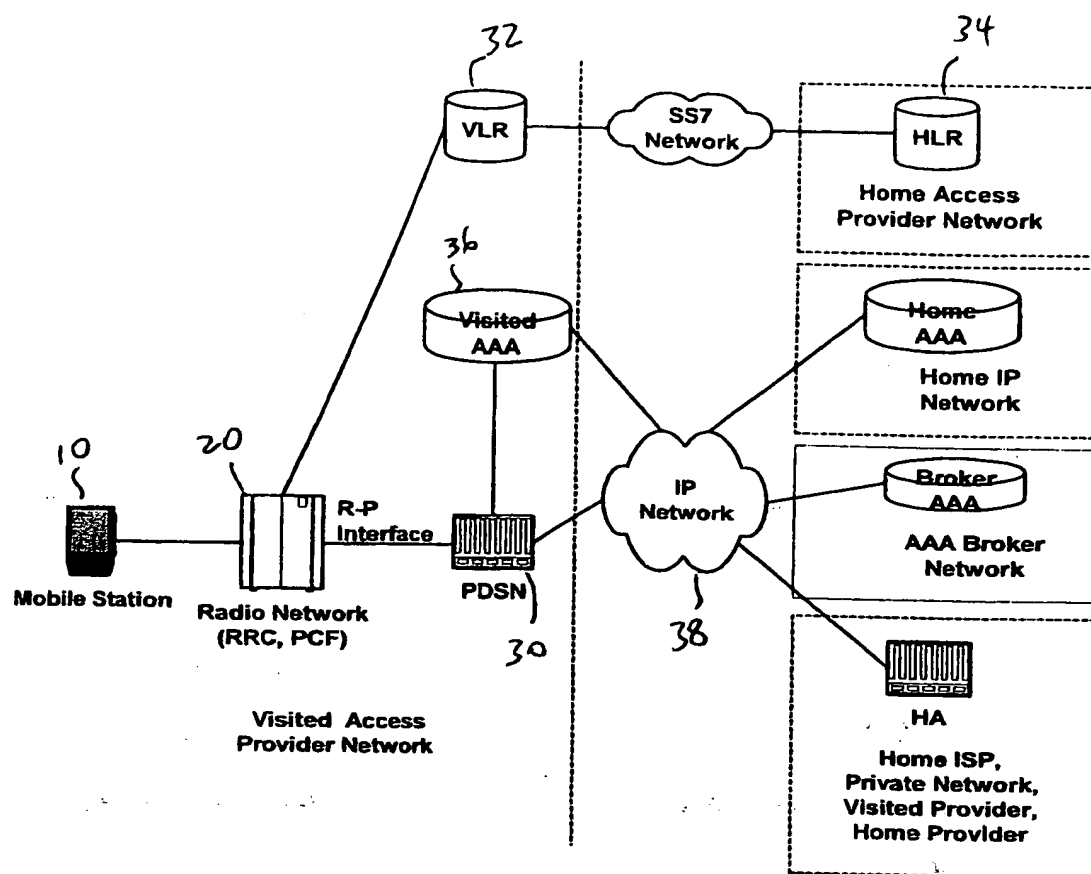 32
34
VLR
SS7
Network
HLR
Home Access
Provider Network
36
Visited
AAA
Home
AAA
Home IP
Network
10
20
R-P
Interface
IP
Network
Broker
AAA
AAA Broker
Network
Mobile Station
PDSN
Radio Network
(RRC, PCF)
30
38
HA
Visited Access
Provider Network
Home ISP,
Private Network,
Visited Provider,
Home Provider